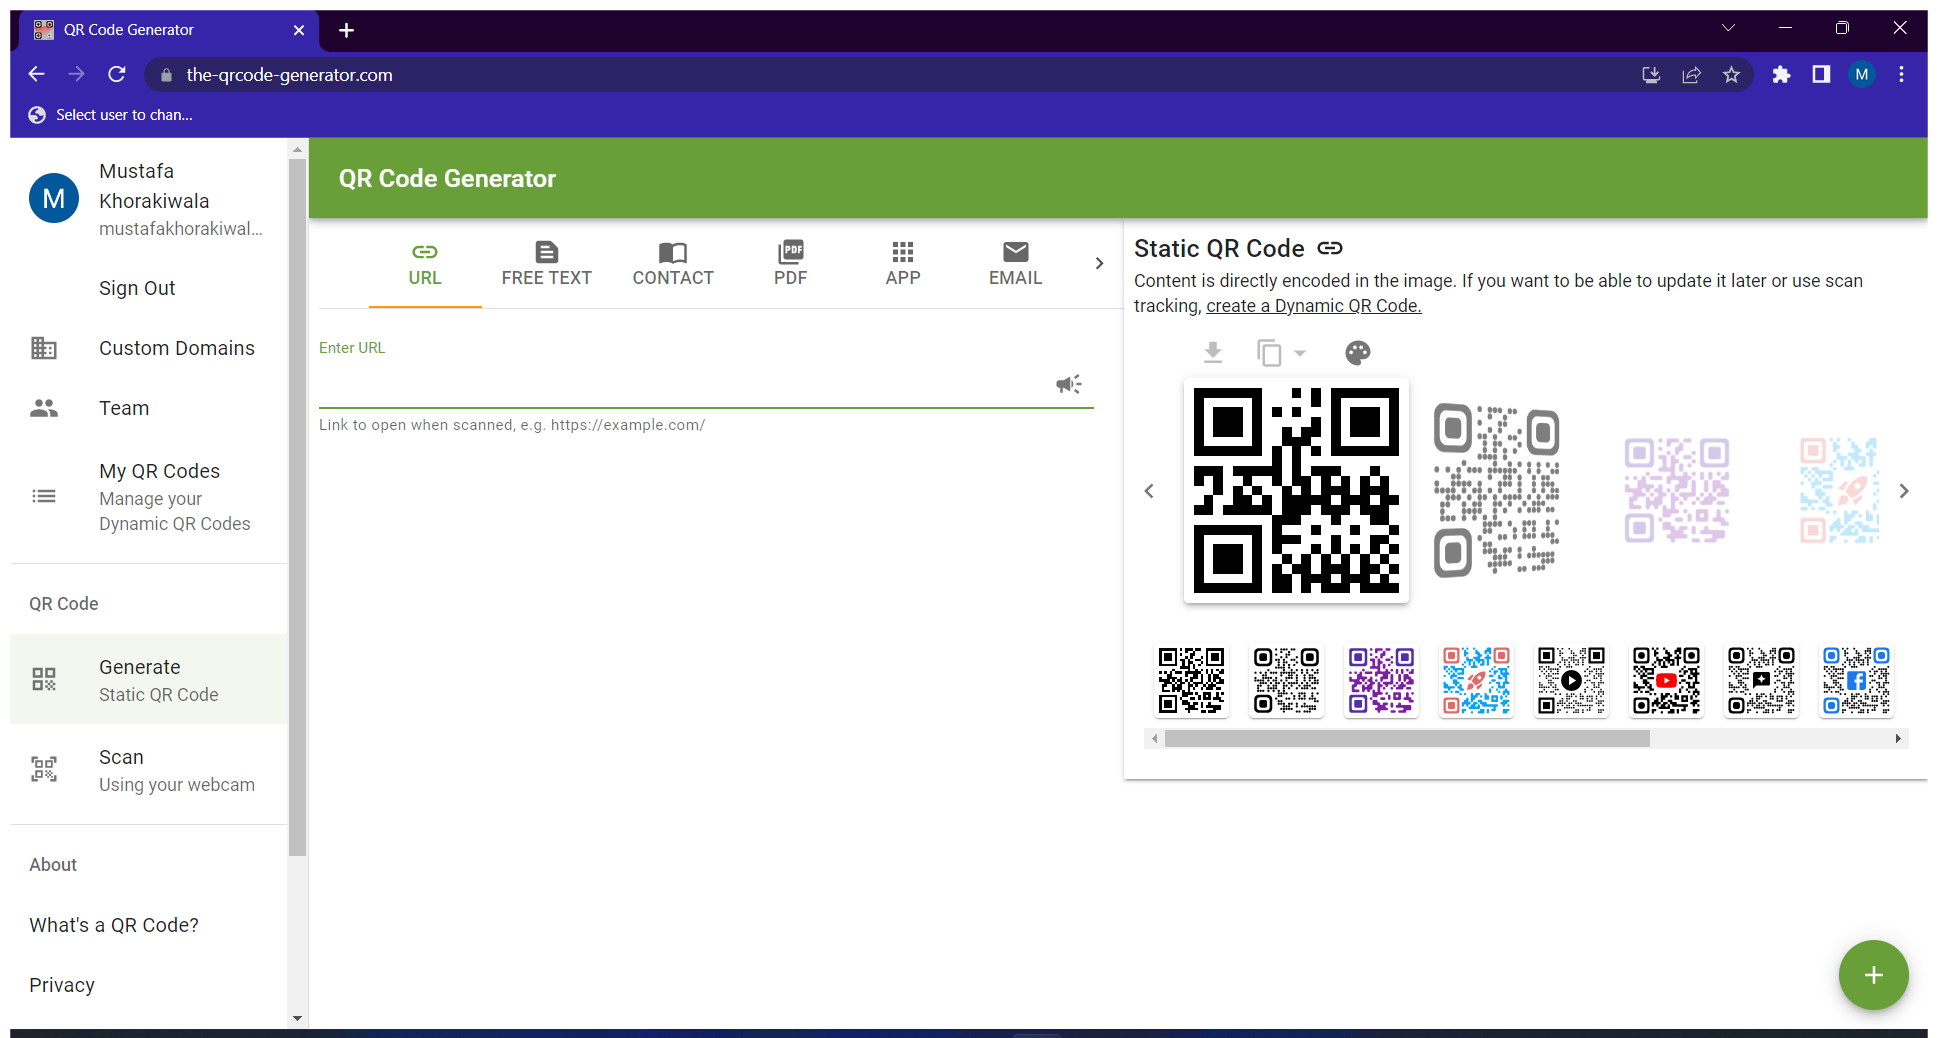 QR Code Generator
the-qrcode-generator.com
M
Select user to chan...
M
Mustafa
Khorakiwala
mustafakhorakiwal...
Sign Out
Custom Domains
Team
My QR Codes
Manage your
Dynamic QR Codes
QR Code
Generate
Static QR Code
Scan
Using your webcam
About
What's a QR Code?
Privacy
QR Code Generator
URL
FREE TEXT
CONTACT
PDF
PDF
APP
EMAIL
Enter URL
Link to open when scanned, e.g. https://example.com/
Static QR Code
Content is directly encoded in the image. If you want to be able to update it later or use scan
tracking, create a Dynamic QR Code.